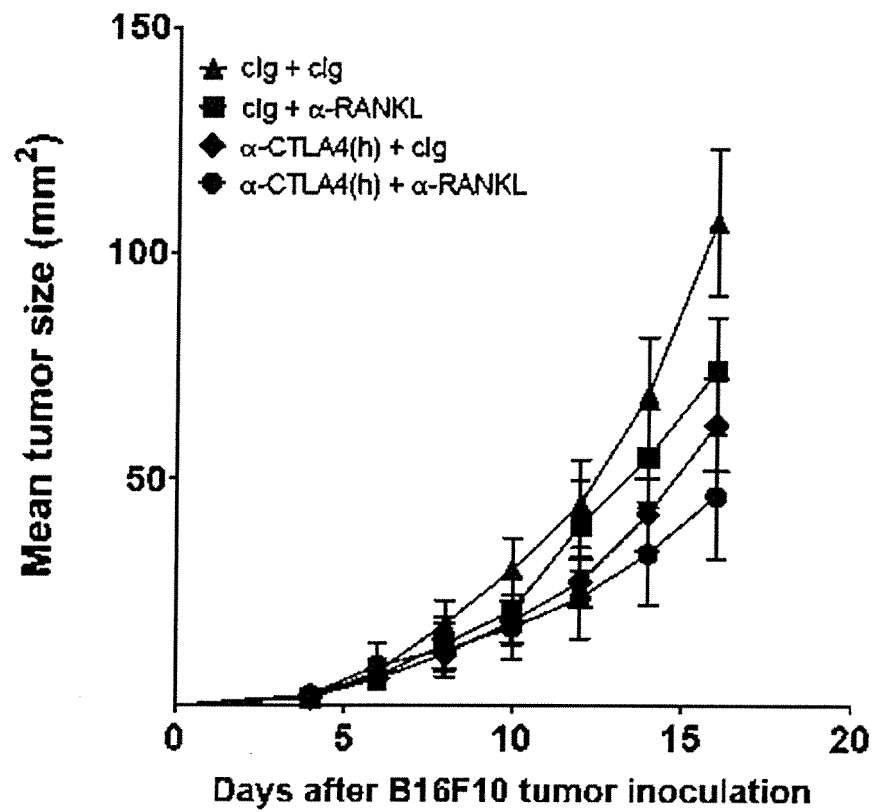 150
cIg + cIg
cIg + α-RANKL
α-CTLA4(h) + cIg
α-CTLA4(h) + α-RANKL
100
50
Mean tumor size (mm²)
0 5 10 15 20
Days after B16F10 tumor inoculation